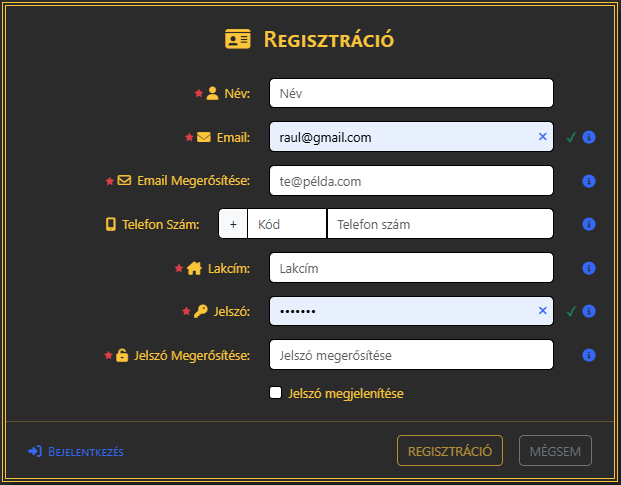 Regisztráció
Név: Név
Email: raul@gmail.com
Email Megerősítése: te@példa.com
Telefon Szám: + Kód Telefon szám
Lakcím: Lakcím
Jelszó: •••••••
Jelszó Megerősítése: Jelszó megerősítése
Jelszó megjelenítése
Bejelentkezés REGISZTRÁCIÓ MÉGSEM